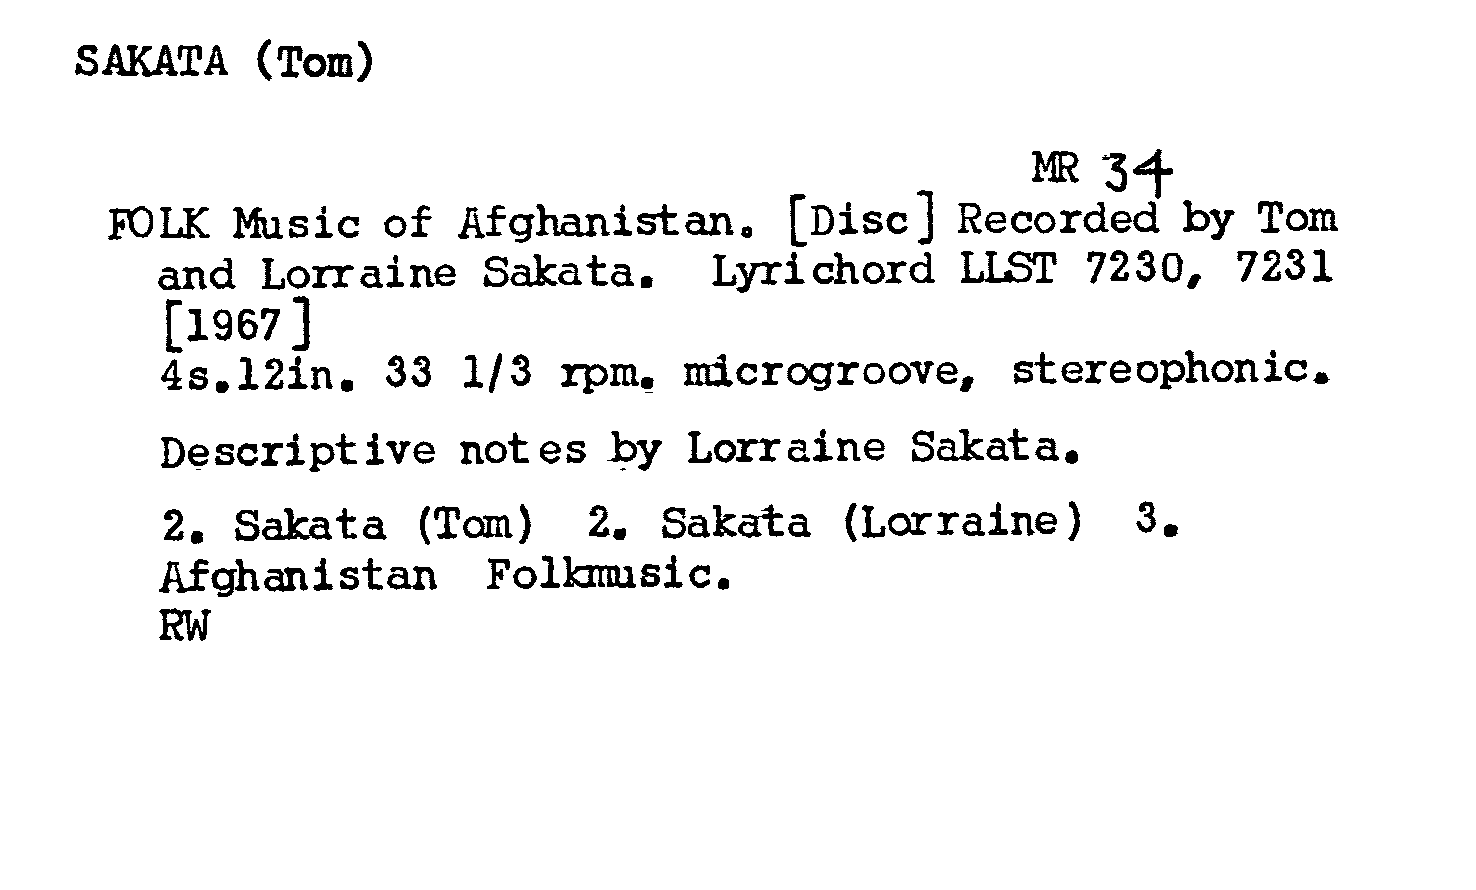 SAKATA (Tom)
MR 34
FOLK Music of Afghanistan. [Disc] Recorded by Tom
and Lorraine Sakata. Lyrichord LLST 7230, 7231
[1967]
4s.12in. 33 1/3 rpm. microgroove, stereophonic.
Descriptive notes by Lorraine Sakata.
2. Sakata (Tom) 2. Sakata (Lorraine) 3.
Afghanistan Folkmusic.
RW